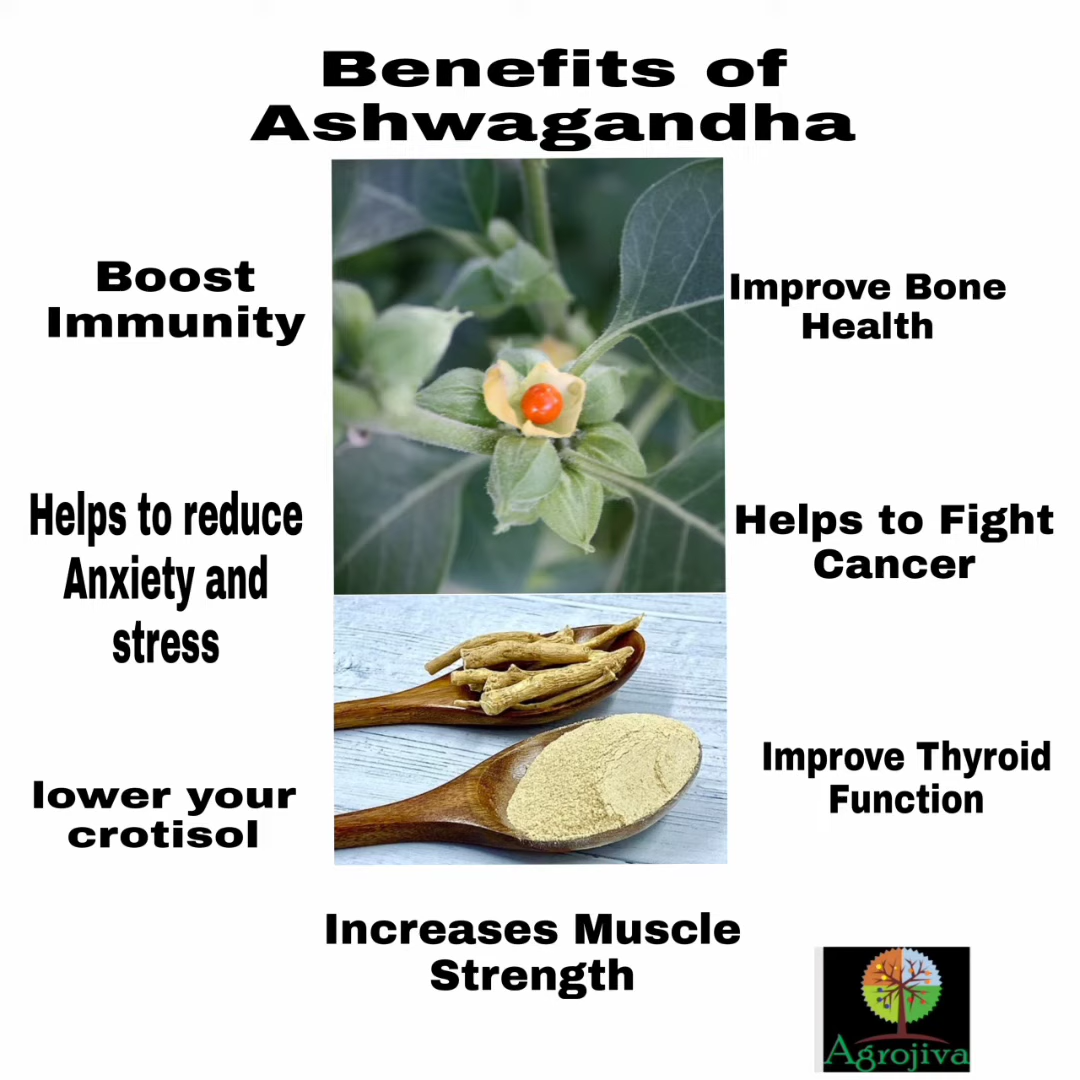 Benefits of
Ashwagandha
Boost
Immunity
Improve Bone
Health
Helps to reduce
Anxiety and
stress
Helps to Fight
Cancer
lower your
crotisol
Improve Thyroid
Function
Increases Muscle
Strength
Agrojiva